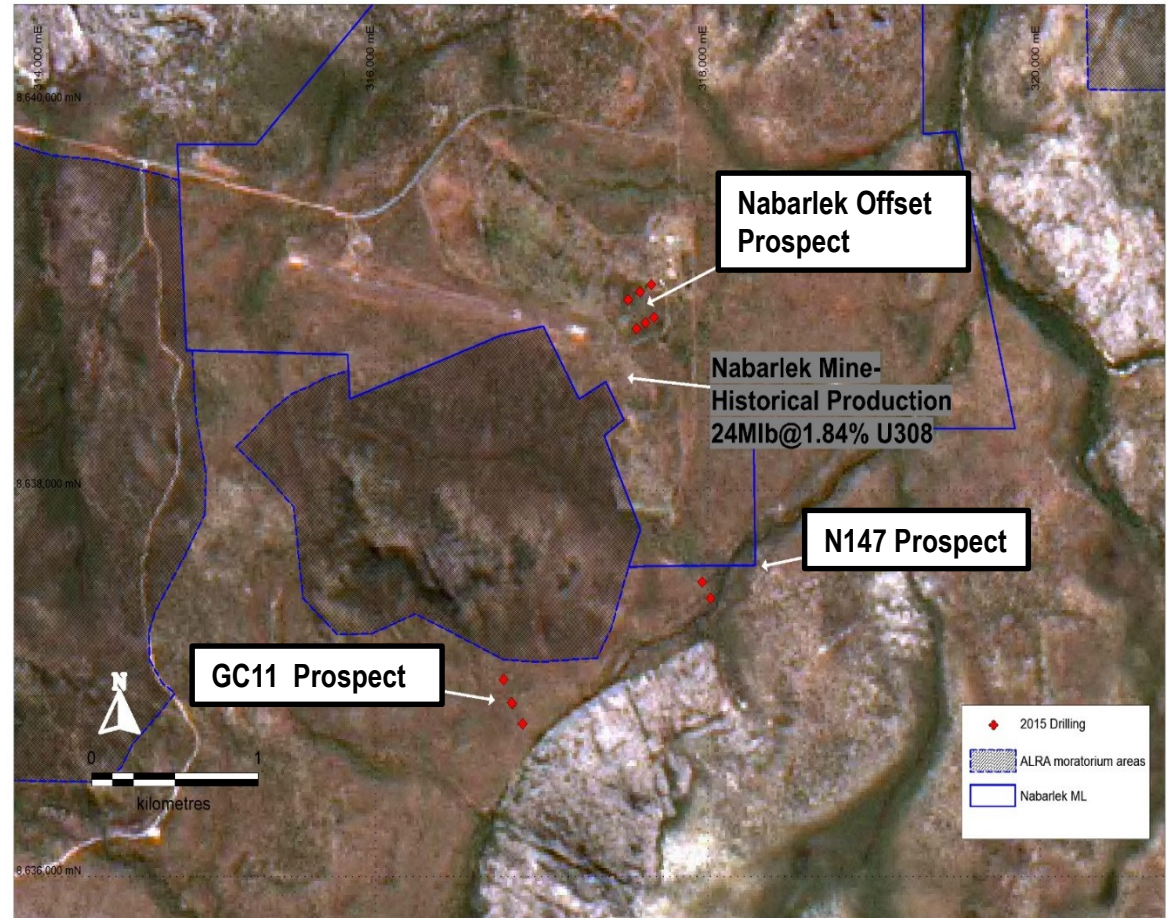 314,000 mE
316,000 mE
318,000 mE
320,000 mE
8,640,000 mN
Nabarlek Offset
Prospect
Nabarlek Mine-
Historical Production
24Mlb@1.84% U308
8,638,000 mN
N147 Prospect
GC11 Prospect
N
0
1
kilometres
2015 Drilling
ALRA moratorium areas
Nabarlek ML
8,636,000 mN